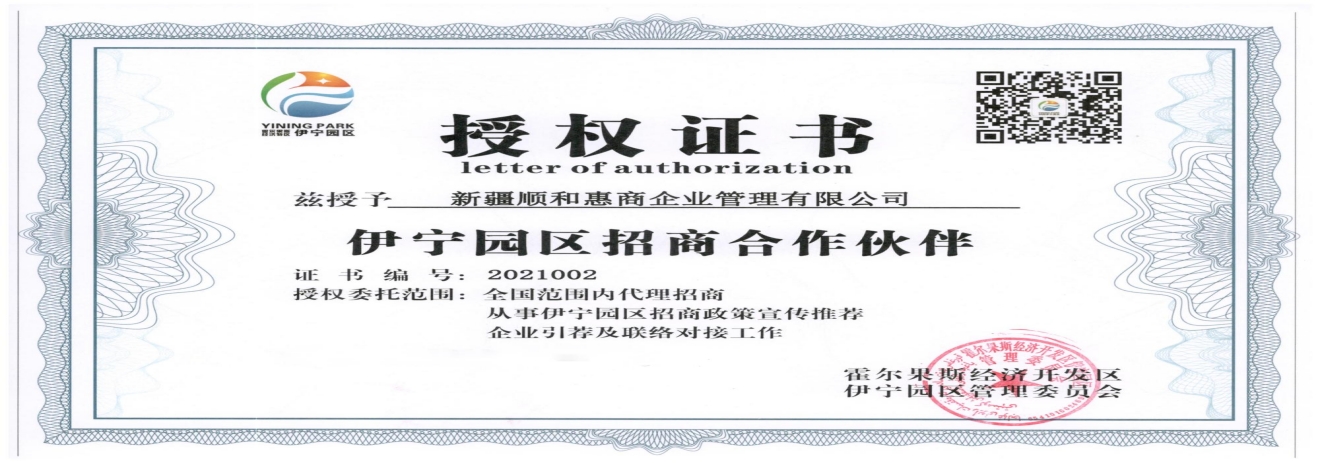 YINING PARK
伊宁园区
授权证书
letter of authorization
兹授予 新疆顺和惠商企业管理有限公司
伊宁园区招商合作伙伴
证书编号：2021002
授权委托范围：全国范围内代理招商
从事伊宁园区招商政策宣传推荐
企业引荐及联络对接工作
霍尔果斯经济开发区
伊宁园区管理委员会